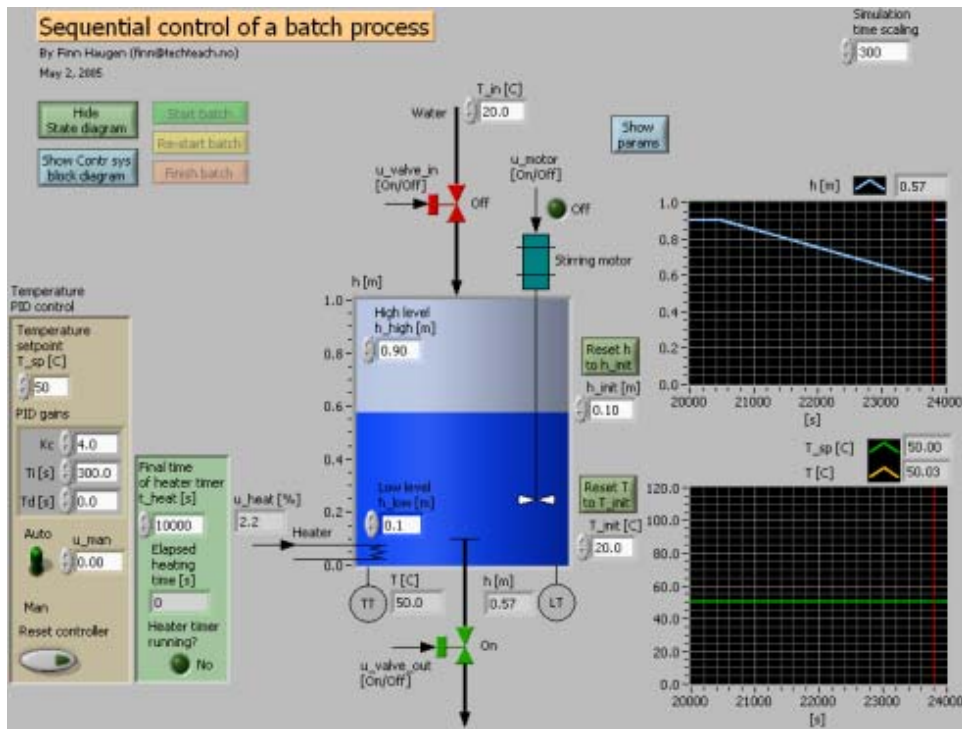 Sequential control of a batch process
By Finn Haugen (finn@techteach.no)
May 2, 2005
Simulation
time scaling
300
Hide
State diagram
Start batch
Re-start batch
Finish batch
Show Contr sys
block diagram
T_in [C]
20.0
Water
Show
params
u_valve_in
[On/Off]
Off
u_motor
[On/Off]
Off
Stirring motor
h [m]
0.57
1.0
0.8
0.6
0.4
0.2
0.0
20000
21000
22000
23000
24000
[s]
h [m]
1.0
0.8
0.6
0.4
0.2
0.0
High level
h_high [m]
0.90
Low level
h_low [m]
0.1
Reset h
to h_init
h_init [m]
0.10
Reset T
to T_init
T_init [C]
20.0
Temperature
PID control
Temperature
setpoint
T_sp [C]
50
PID gains
Kc
4.0
Ti [s]
300.0
Td [s]
0.0
Auto
u_man
0.00
Man
Reset controller
Final time
of heater timer
t_heat [s]
10000
Elapsed
heating
time [s]
0
Heater timer
running?
No
u_heat [%]
2.2
Heater
TT
T [C]
50.0
h [m]
0.57
LT
On
u_valve_out
[On/Off]
T_sp [C]
50.00
T [C]
50.03
120.0
100.0
80.0
60.0
40.0
20.0
0.0
20000
21000
22000
23000
24000
[s]